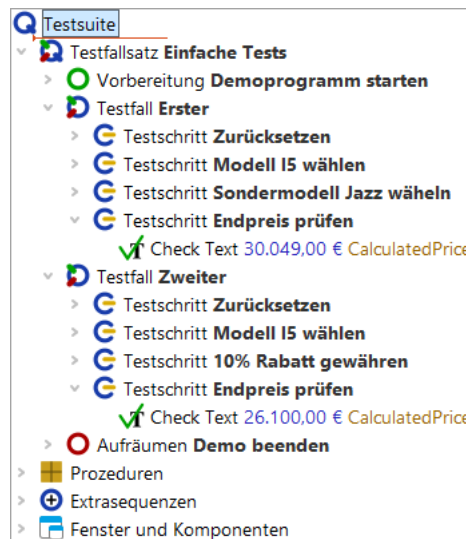 Testsuite
Testfallsatz Einfache Tests
Vorbereitung Demoprogramm starten
Testfall Erster
Testschritt Zurücksetzen
Testschritt Modell I5 wählen
Testschritt Sondermodell Jazz wäheln
Testschritt Endpreis prüfen
Check Text 30.049,00 € CalculatedPrice
Testfall Zweiter
Testschritt Zurücksetzen
Testschritt Modell I5 wählen
Testschritt 10% Rabatt gewähren
Testschritt Endpreis prüfen
Check Text 26.100,00 € CalculatedPrice
Aufräumen Demo beenden
Prozeduren
Extrasequenzen
Fenster und Komponenten